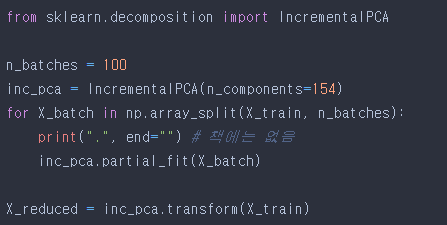 from sklearn.decomposition import IncrementalPCA
n_batches = 100
inc_pca = IncrementalPCA(n_components=154)
for X_batch in np.array_split(X_train, n_batches):
print(".", end="") # 책에는 없음
inc_pca.partial_fit(X_batch)
X_reduced = inc_pca.transform(X_train)